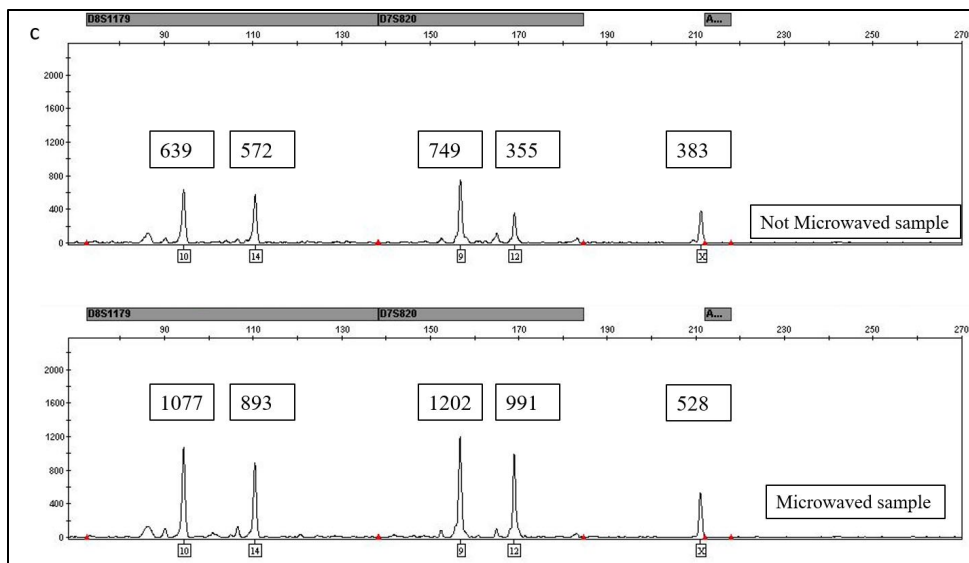 C
D8S1179 D7S820 A...
90 110 130 150 170 190 210 230 250 270
2000
1600
1200
800
400
0
639 572 749 355 383
Not Microwaved sample
10 14 9 12 X
D8S1179 D7S820 A...
90 110 130 150 170 190 210 230 250 270
2000
1600
1200
800
400
0
1077 893 1202 991 528
Microwaved sample
10 14 9 12 X